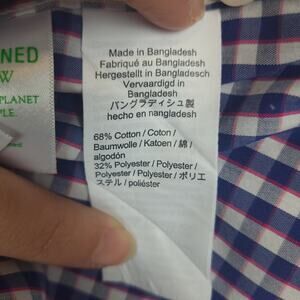 NED
W
PLANET
PLE.
Made in Bangladesh
Fabriqué au Bangladesh
Hergestellt in Bangladesch
Vervaardigd in
Bangladesh
バングラディシュ製
hecho en nangladesh
68% Cotton / Coton /
Baumwolle / Katoen / 綿 /
algodón
32% Polyester / Polyester /
Polyester / Polyester / ポリエ
ステル / poliéster